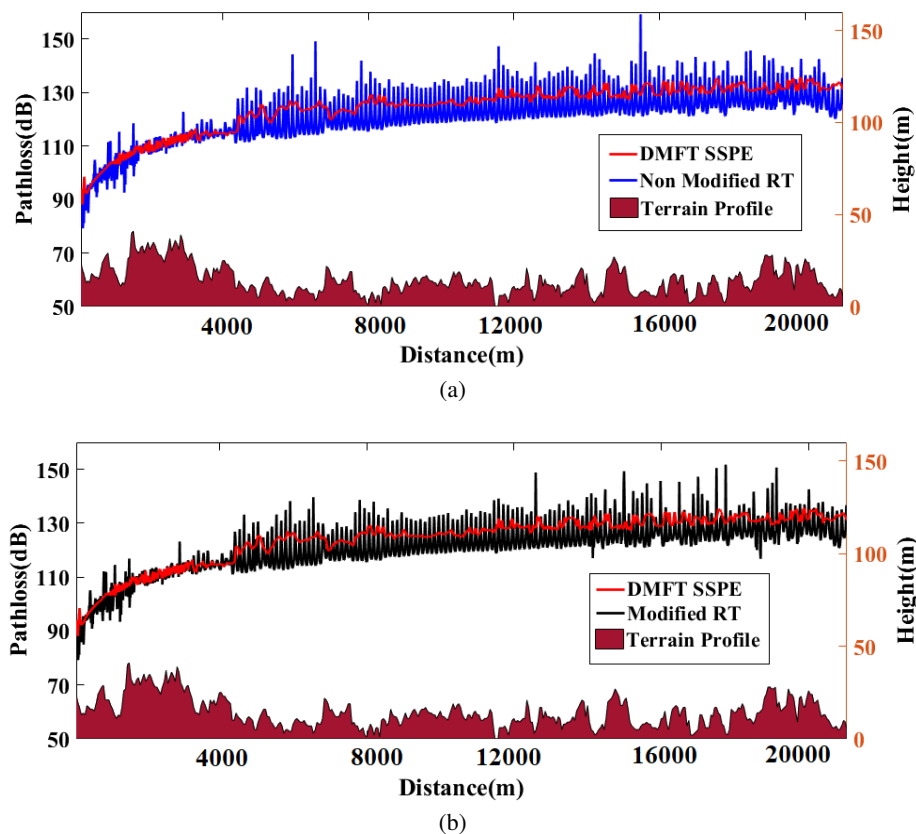 150
130
110
90
70
50
Pathloss(dB)
DMFT SSPE
Non Modified RT
Terrain Profile
150
100
50
0
Height(m)
4000 8000 12000 16000 20000
Distance(m)
(a)
150
130
110
90
70
50
Pathloss(dB)
DMFT SSPE
Modified RT
Terrain Profile
150
100
50
0
Height(m)
4000 8000 12000 16000 20000
Distance(m)
(b)